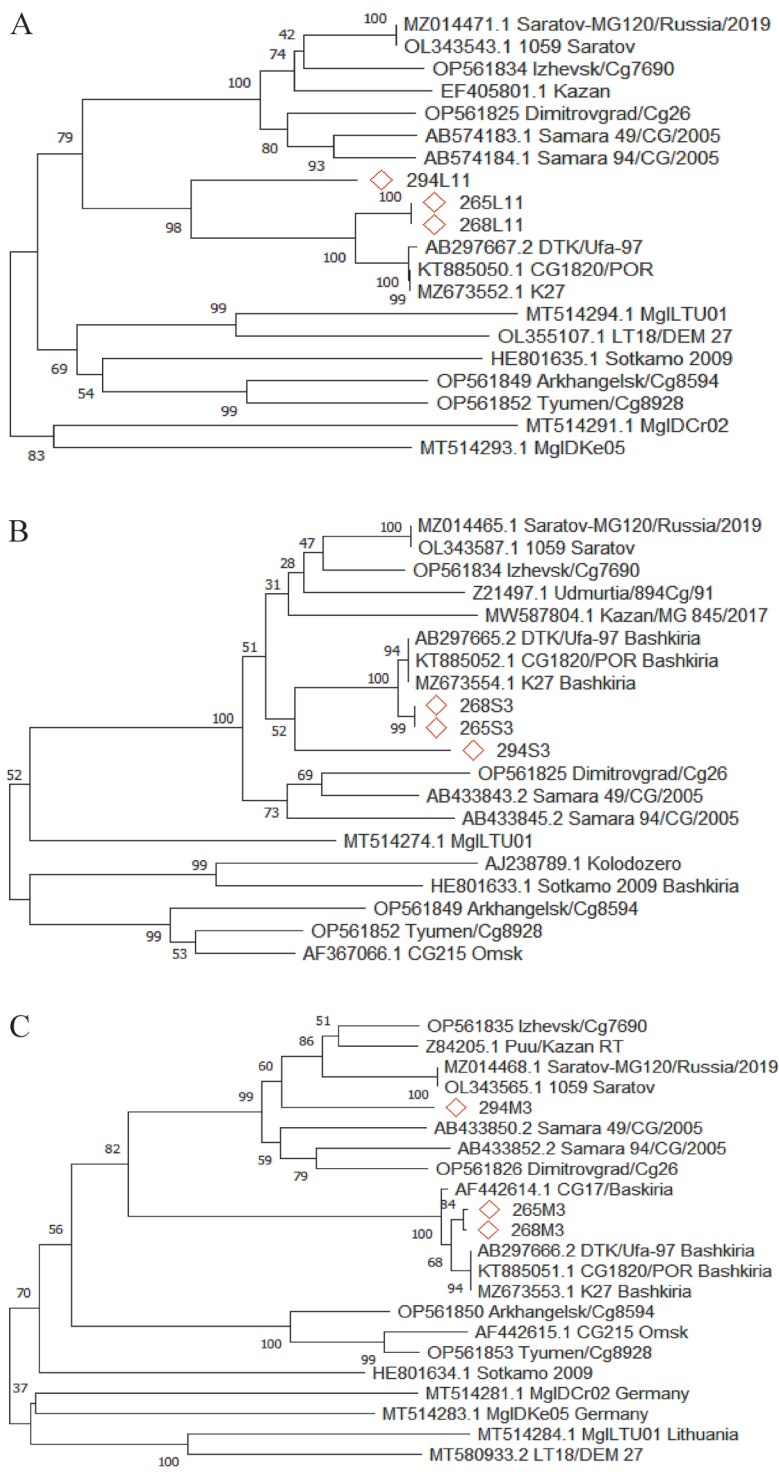 A
100
MZ014471.1 Saratov-MG120/Russia/2019
42
OL343543.1 1059 Saratov
74
OP561834 Izhevsk/Cg7690
100
EF405801.1 Kazan
OP561825 Dimitrovgrad/Cg26
79
80
AB574183.1 Samara 49/CG/2005
93
AB574184.1 Samara 94/CG/2005
294L11
98
100
265L11
268L11
100
AB297667.2 DTK/Ufa-97
KT885050.1 CG1820/POR
100
99
MZ673552.1 K27
99
MT514294.1 MglLTU01
OL355107.1 LT18/DEM 27
69
HE801635.1 Sotkamo 2009
54
OP561849 Arkhangelsk/Cg8594
99
OP561852 Tyumen/Cg8928
MT514291.1 MglDCr02
83
MT514293.1 MglDKe05
B
100
MZ014465.1 Saratov-MG120/Russia/2019
47
OL343587.1 1059 Saratov
28
OP561834 Izhevsk/Cg7690
31
Z21497.1 Udmurtia/894Cg/91
MW587804.1 Kazan/MG 845/2017
51
94
AB297665.2 DTK/Ufa-97 Bashkiria
KT885052.1 CG1820/POR Bashkiria
100
MZ673554.1 K27 Bashkiria
268S3
100
52
99
265S3
294S3
69
OP561825 Dimitrovgrad/Cg26
52
AB433843.2 Samara 49/CG/2005
73
AB433845.2 Samara 94/CG/2005
MT514274.1 MglLTU01
99
AJ238789.1 Kolodozero
HE801633.1 Sotkamo 2009 Bashkiria
OP561849 Arkhangelsk/Cg8594
99
OP561852 Tyumen/Cg8928
53
AF367066.1 CG215 Omsk
C
51
OP561835 Izhevsk/Cg7690
86
Z84205.1 Puu/Kazan RT
60
MZ014468.1 Saratov-MG120/Russia/2019
OL343565.1 1059 Saratov
99
100
294M3
AB433850.2 Samara 49/CG/2005
82
59
AB433852.2 Samara 94/CG/2005
79
OP561826 Dimitrovgrad/Cg26
AF442614.1 CG17/Baskiria
84
265M3
100
268M3
56
68
AB297666.2 DTK/Ufa-97 Bashkiria
KT885051.1 CG1820/POR Bashkiria
94
MZ673553.1 K27 Bashkiria
70
OP561850 Arkhangelsk/Cg8594
100
AF442615.1 CG215 Omsk
99
OP561853 Tyumen/Cg8928
HE801634.1 Sotkamo 2009
37
MT514281.1 MglDCr02 Germany
MT514283.1 MglDKe05 Germany
MT514284.1 MglLTU01 Lithuania
100
MT580933.2 LT18/DEM 27